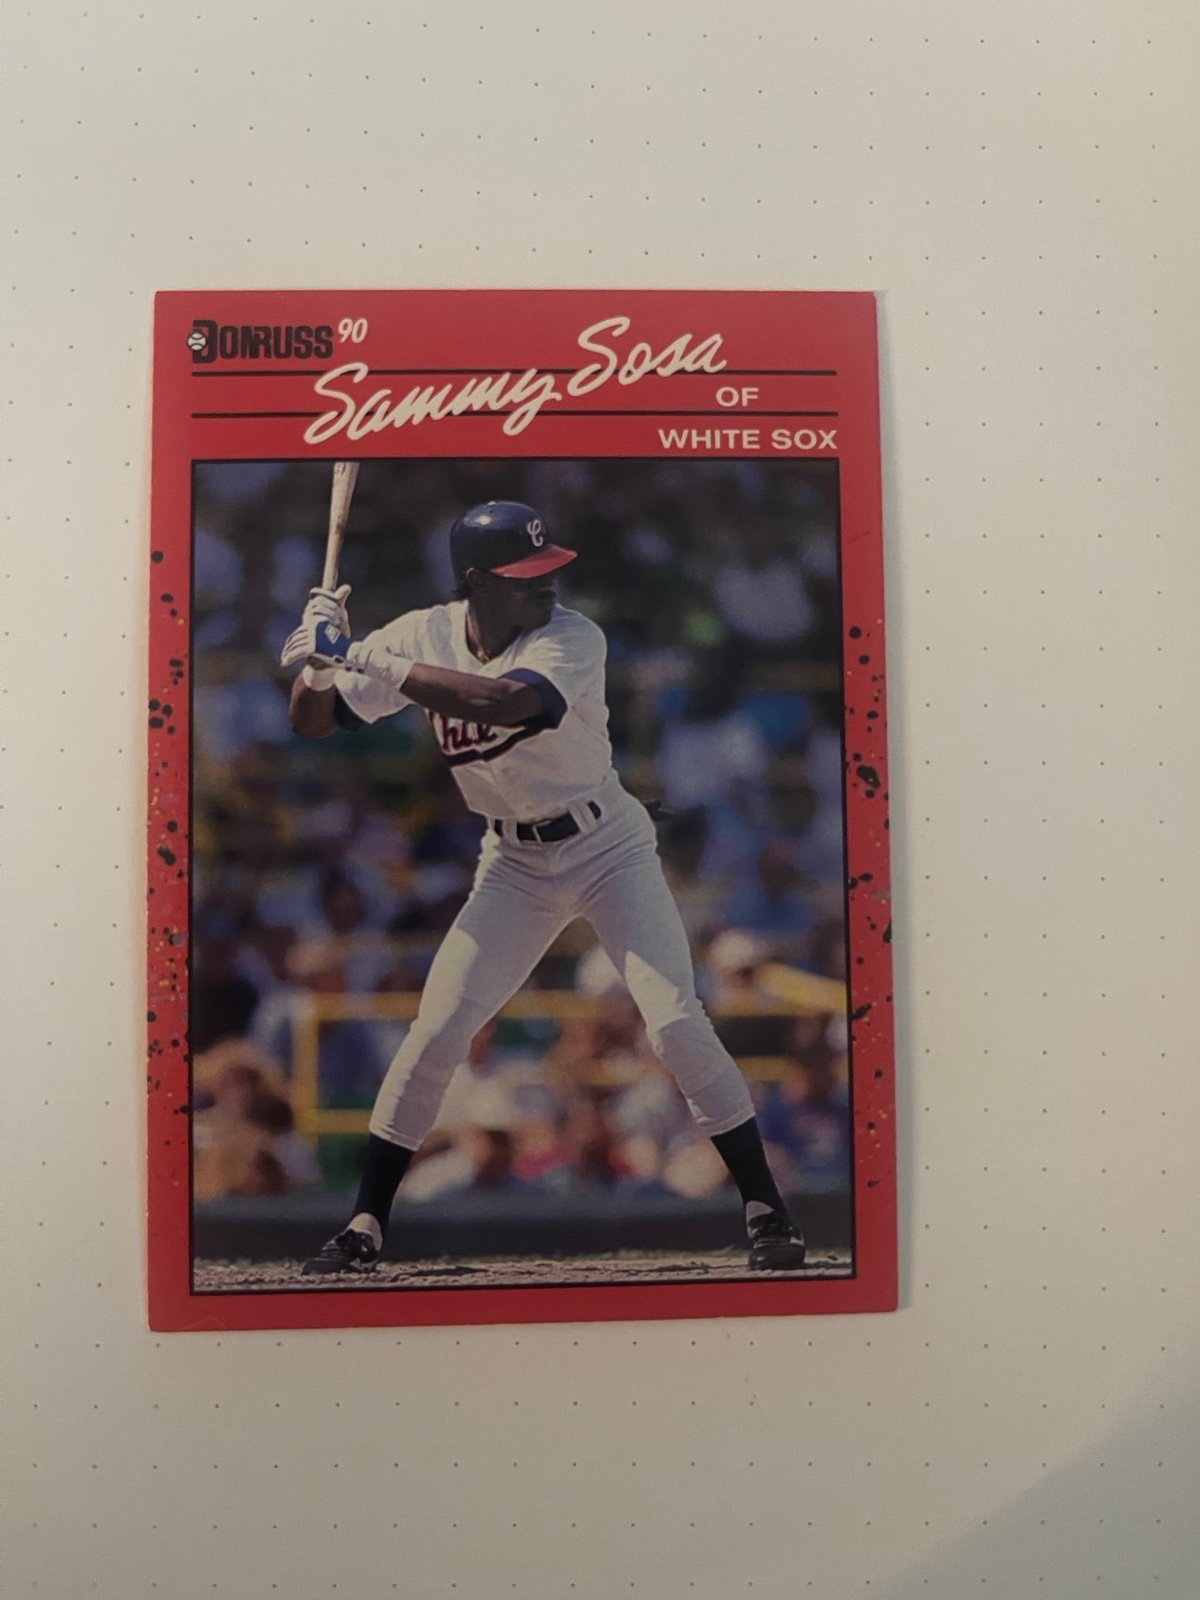 DONRUSS 90
Sammy Sosa
OF
WHITE SOX
C